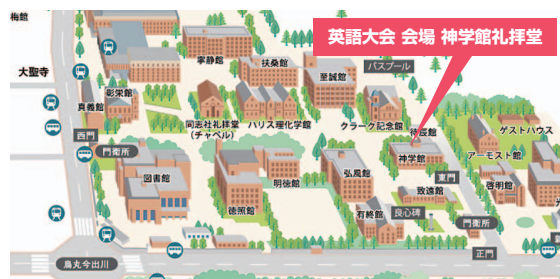 梅館
英語大会 会場 神学館礼拝堂
寧静館
扶桑館
大聖寺
至誠館
バスプール
彰栄館
真義館
同志社礼拝堂
(チャペル)
ハリス理化学館
クラーク記念館
待辰館
ゲストハウス
西門
門衛所
神学館
アーモスト館
図書館
明徳館
弘風館
東門
啓明館
致遠館
徳照館
有終館
良心碑
門衛所
正門
烏丸今出川